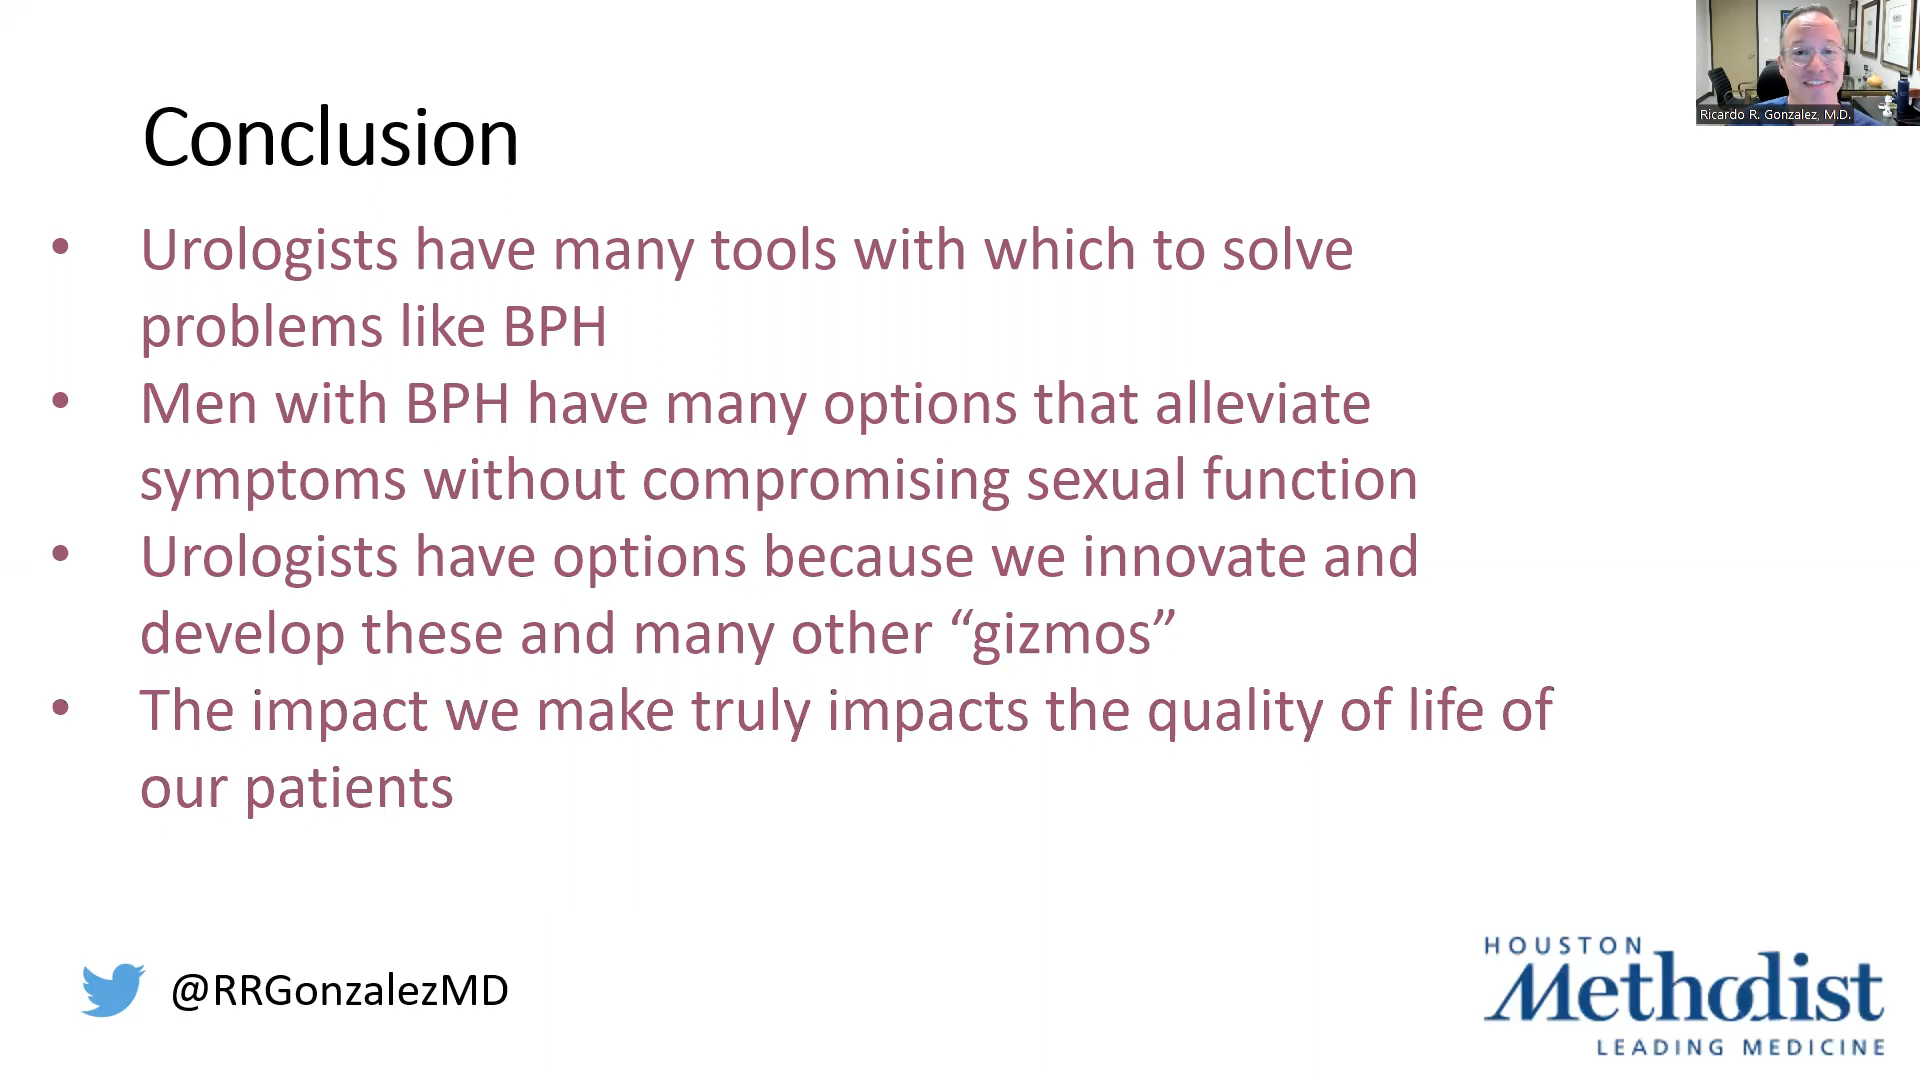 Ricardo R. Gonzalez, M.D.
Conclusion
• Urologists have many tools with which to solve
problems like BPH
• Men with BPH have many options that alleviate
symptoms without compromising sexual function
• Urologists have options because we innovate and
develop these and many other “gizmos”
• The impact we make truly impacts the quality of life of
our patients
@RRGonzalezMD
HOUSTON
Methodist
LEADING MEDICINE